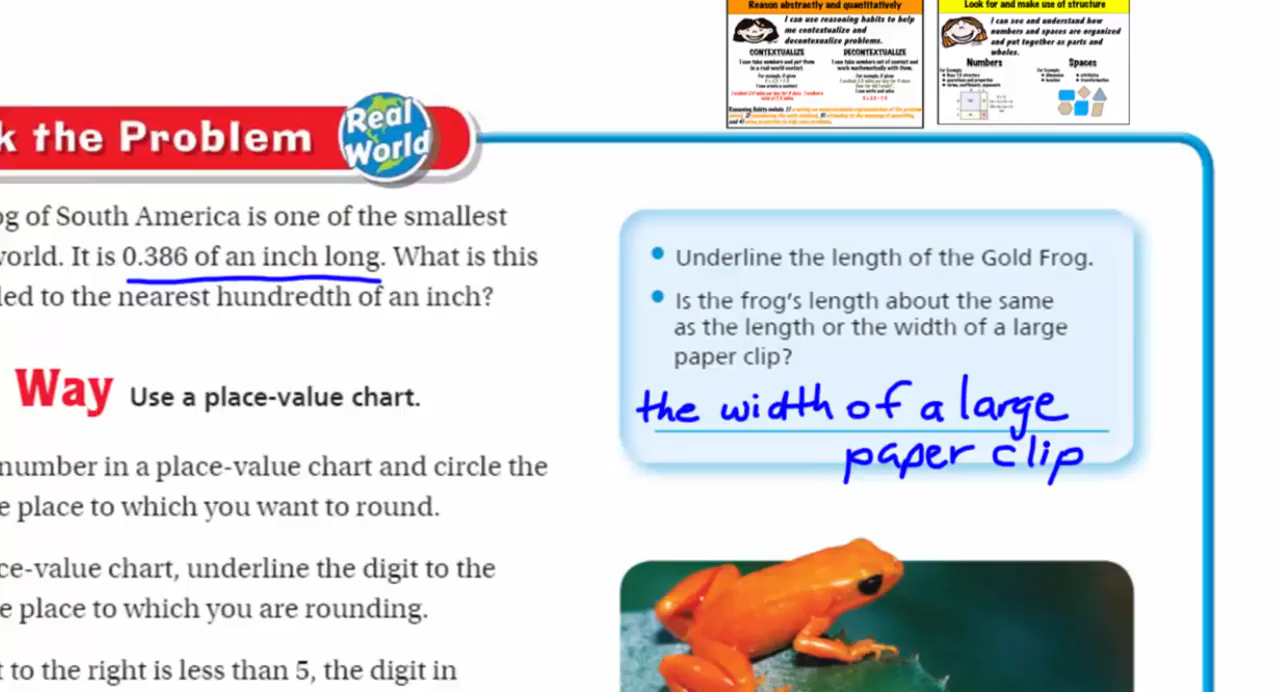 Reason abstractly and quantitatively
I can use reasoning habits to help
me contextualize and
decontextualize problems.
CONTEXTUALIZE
DECONTEXTUALIZE
Look for and make use of structure
I can see and understand how
numbers and spaces are organized
and put together as parts and
wholes.
Numbers
Spaces
k the Problem
Real
World
og of South America is one of the smallest
world. It is 0.386 of an inch long. What is this
led to the nearest hundredth of an inch?
Way Use a place-value chart.
number in a place-value chart and circle the
e place to which you want to round.
ce-value chart, underline the digit to the
e place to which you are rounding.
t to the right is less than 5, the digit in
• Underline the length of the Gold Frog.
• Is the frog's length about the same
as the length or the width of a large
paper clip?
the width of a large
paper clip